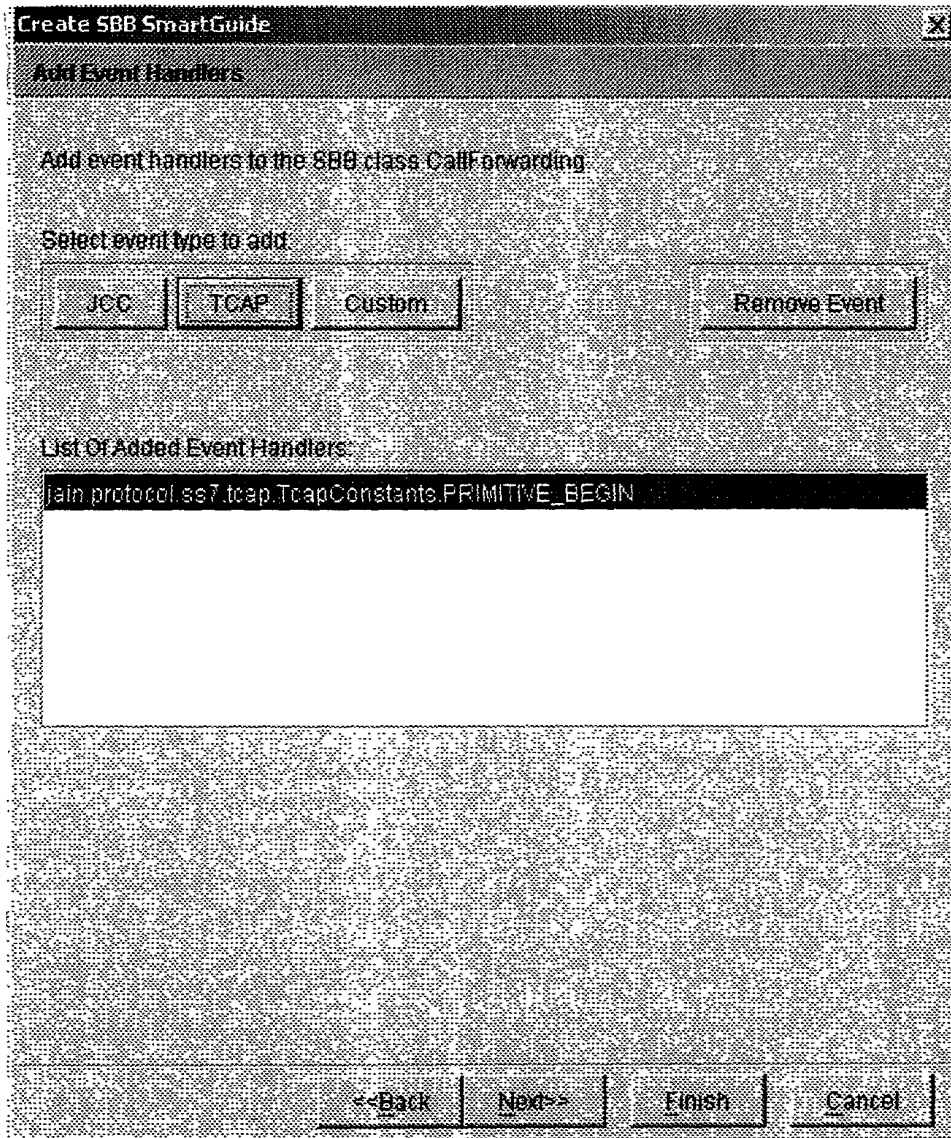 Create SBB SmartGuide
Add Event Handlers
Add event handlers to the SBB class CallForwarding.
Select event type to add:
JCC TCAP Custom Remove Event
List Of Added Event Handlers:
jain.protocol.ss7.tcap.TcapConstants.PRIMITIVE_BEGIN
<<Back Next>> Finish Cancel